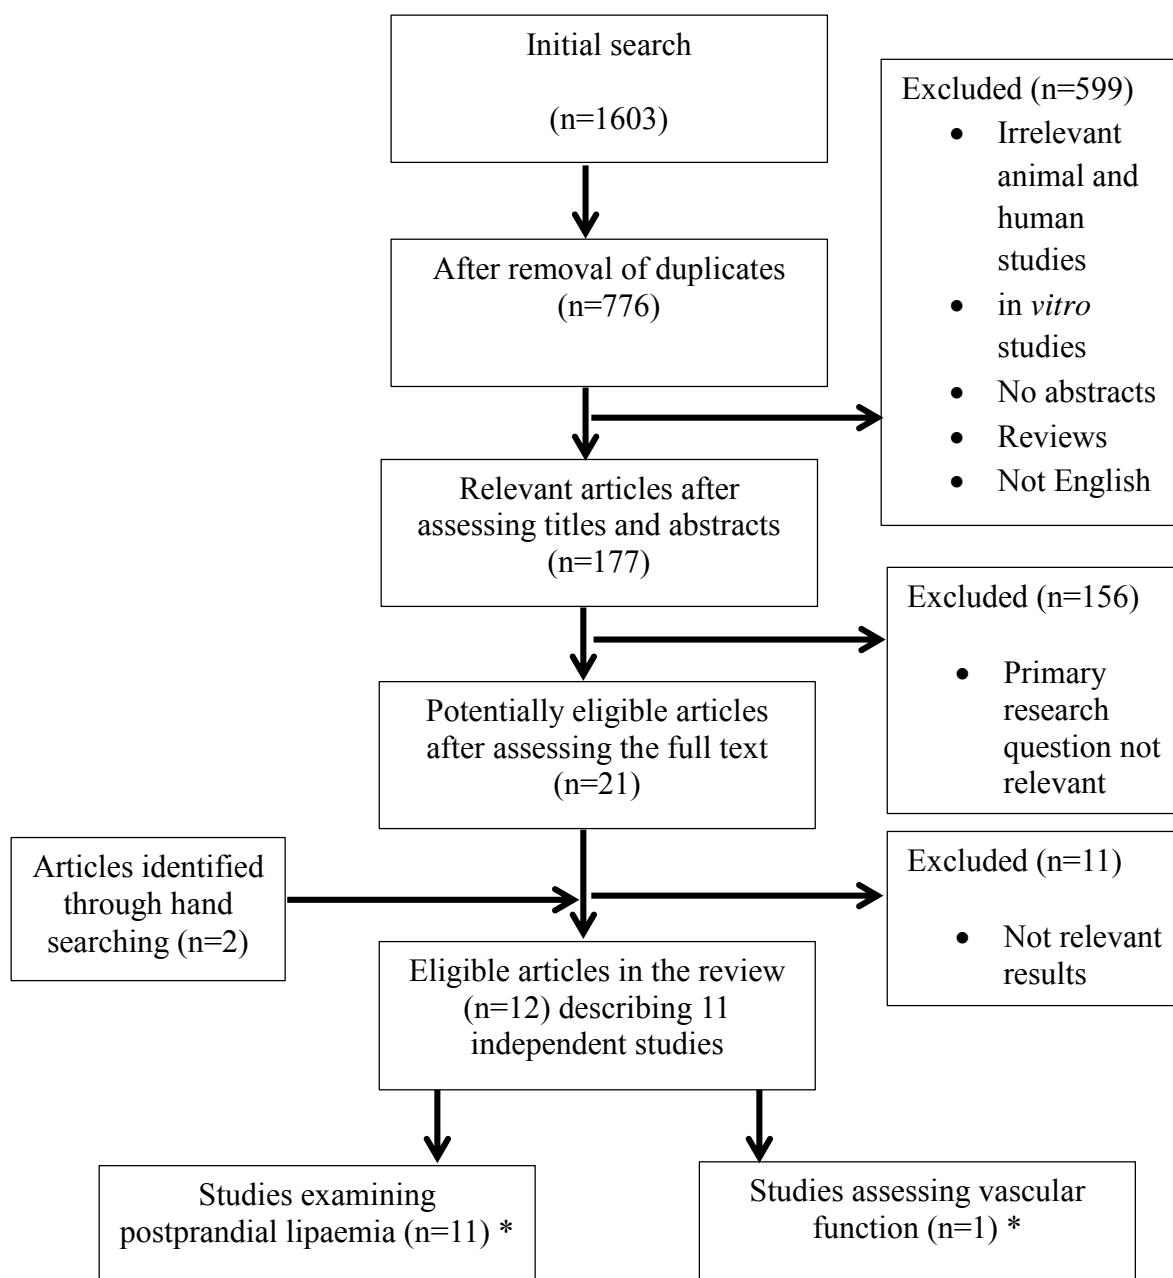 Initial search
(n=1603)
Excluded (n=599)
• Irrelevant
animal and
human
studies
• in vitro
studies
• No abstracts
• Reviews
• Not English
After removal of duplicates
(n=776)
Relevant articles after
assessing titles and abstracts
(n=177)
Excluded (n=156)
• Primary
research
question not
relevant
Potentially eligible articles
after assessing the full text
(n=21)
Articles identified
through hand
searching (n=2)
Excluded (n=11)
• Not relevant
results
Eligible articles in the review
(n=12) describing 11
independent studies
Studies examining
postprandial lipaemia (n=11) *
Studies assessing vascular
function (n=1) *